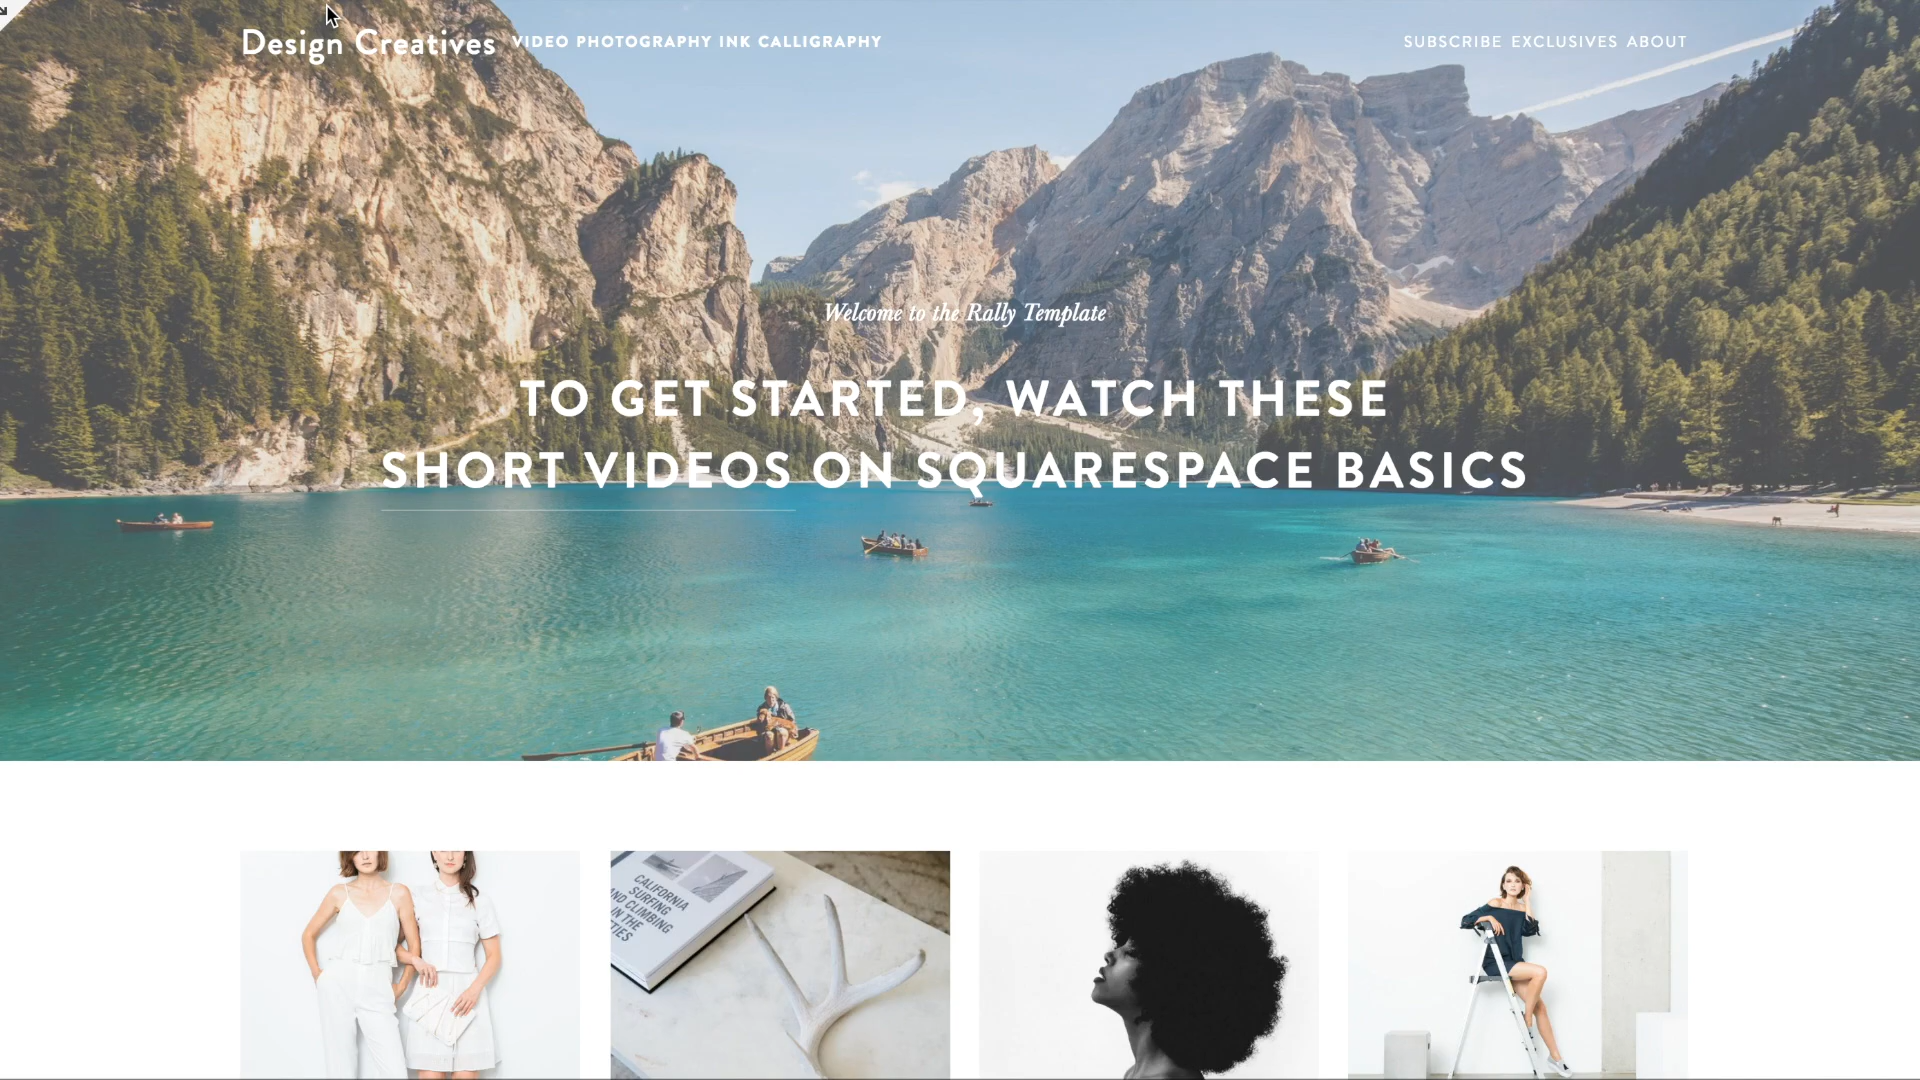 Design Creatives VIDEO PHOTOGRAPHY INK CALLIGRAPHY SUBSCRIBE EXCLUSIVES ABOUT
Welcome to the Rally Template
TO GET STARTED, WATCH THESE
SHORT VIDEOS ON SQUARESPACE BASICS
CALIFORNIA
SURFING
AND CLIMBING
IN THE